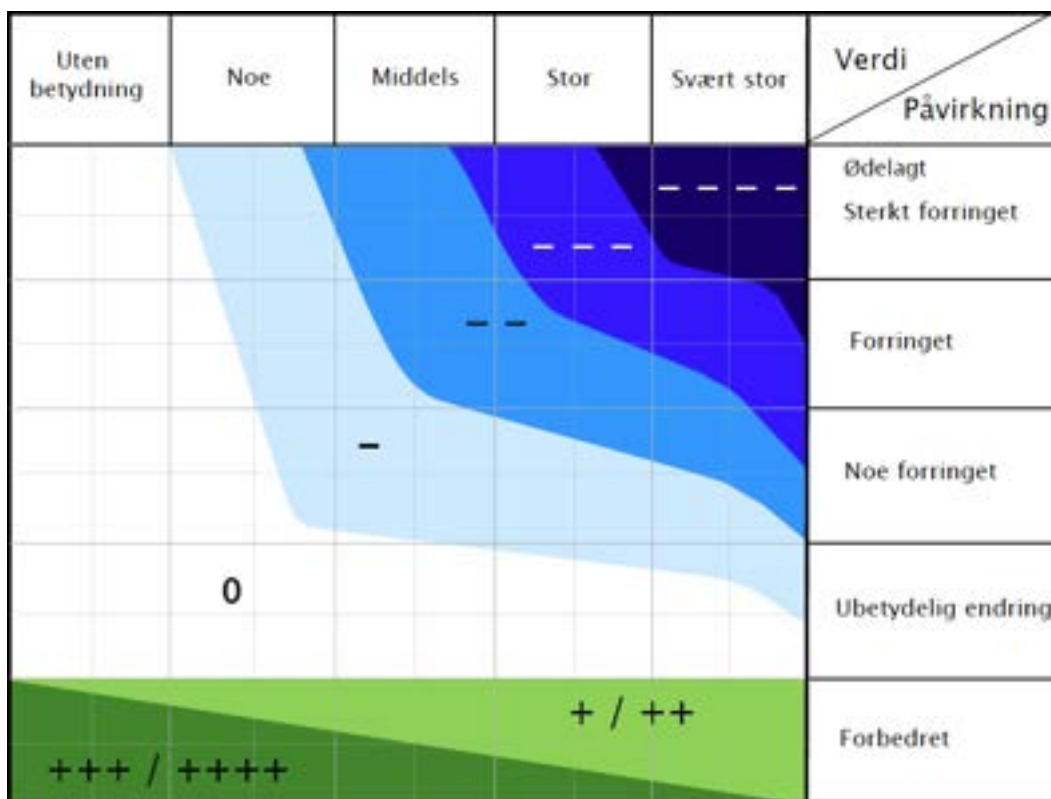 Uten
betydning
Noe
Middels
Stor
Svært stor
Verdi
Påvirkning
Ødelagt
Sterkt forringet
– – – –
– – –
Forringet
– –
Noe forringet
–
Ubetydelig endring
0
Forbedret
+ / ++
+++ / ++++